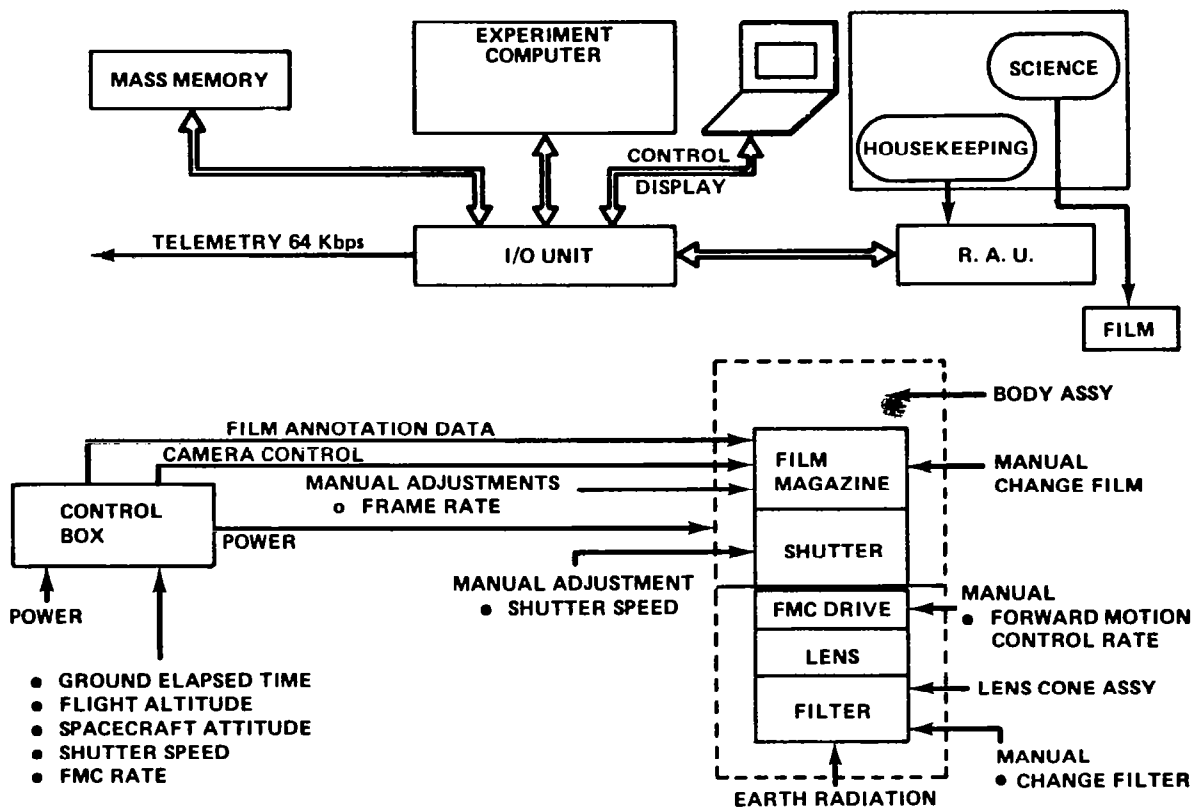 MASS MEMORY
EXPERIMENT
COMPUTER
SCIENCE
HOUSEKEEPING
CONTROL
DISPLAY
TELEMETRY 64 Kbps
I/O UNIT
R. A. U.
FILM
BODY ASSY
FILM ANNOTATION DATA
CAMERA CONTROL
MANUAL ADJUSTMENTS
o FRAME RATE
FILM
MAGAZINE
MANUAL
CHANGE FILM
CONTROL
BOX
POWER
SHUTTER
MANUAL ADJUSTMENT
● SHUTTER SPEED
POWER
FMC DRIVE
MANUAL
● FORWARD MOTION
CONTROL RATE
LENS
LENS CONE ASSY
FILTER
● GROUND ELAPSED TIME
● FLIGHT ALTITUDE
● SPACECRAFT ATTITUDE
● SHUTTER SPEED
● FMC RATE
MANUAL
● CHANGE FILTER
EARTH RADIATION